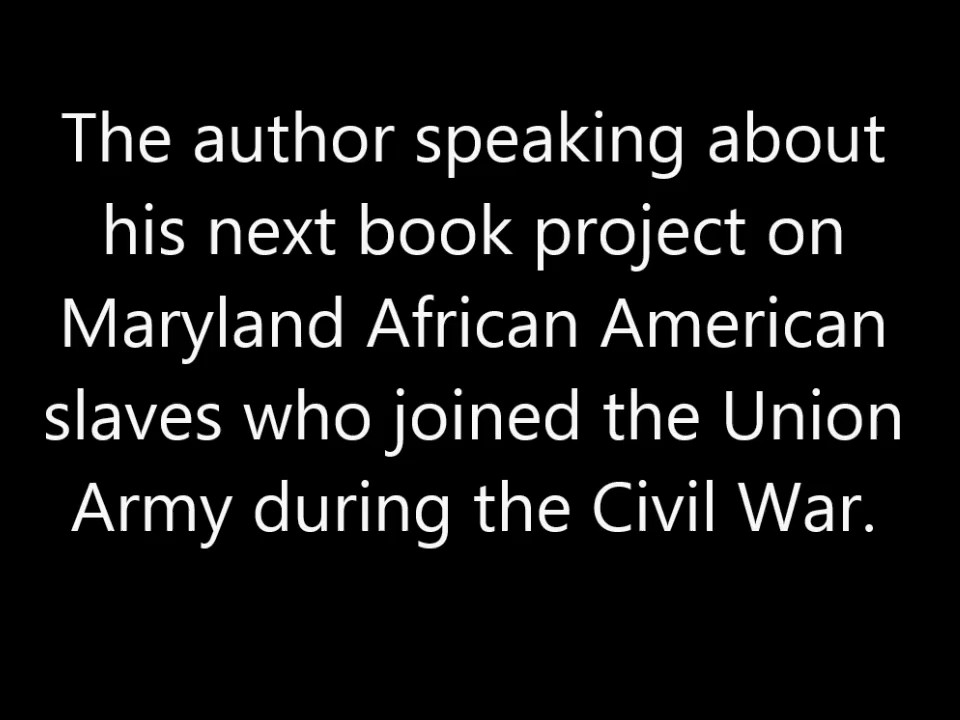 The author speaking about
his next book project on
Maryland African American
slaves who joined the Union
Army during the Civil War.